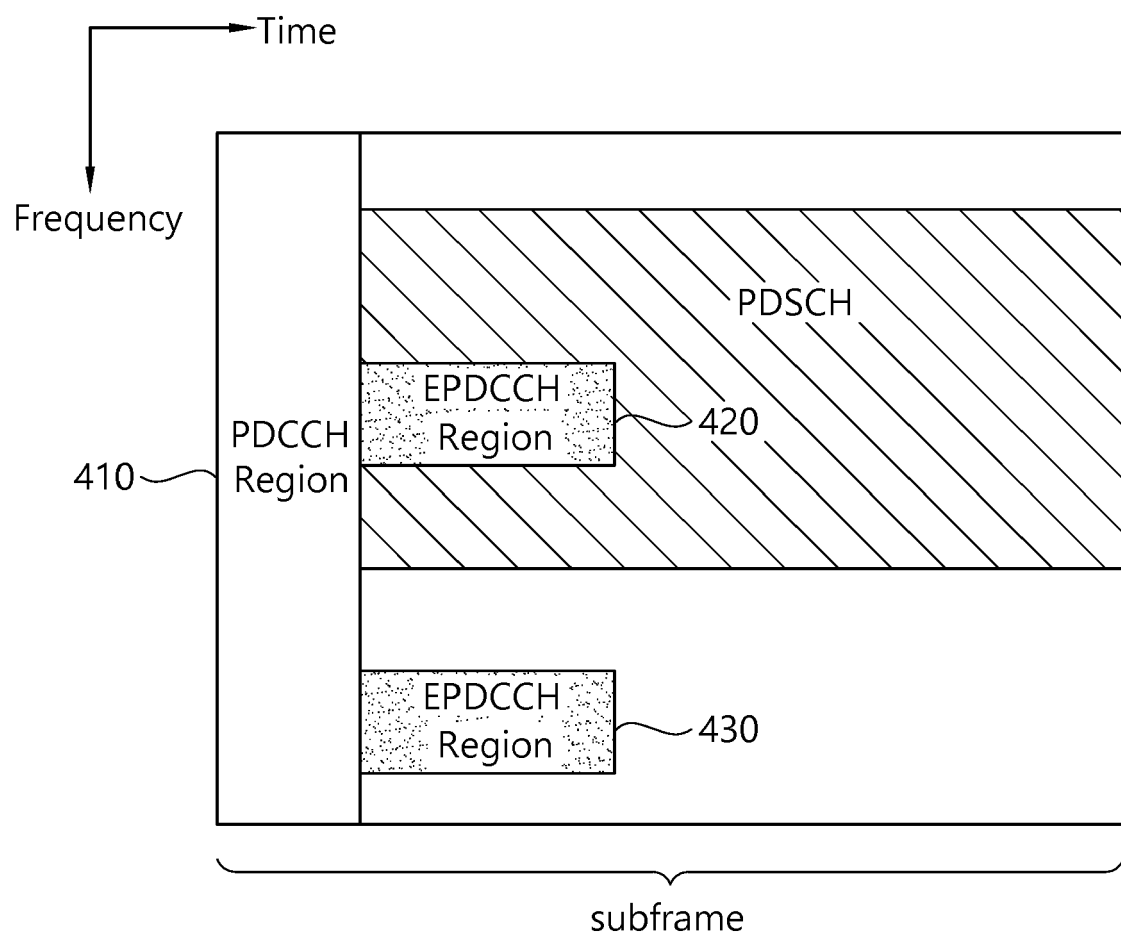 Time
Frequency
PDSCH
EPDCCH
Region
420
PDCCH
Region
410
EPDCCH
Region
430
subframe